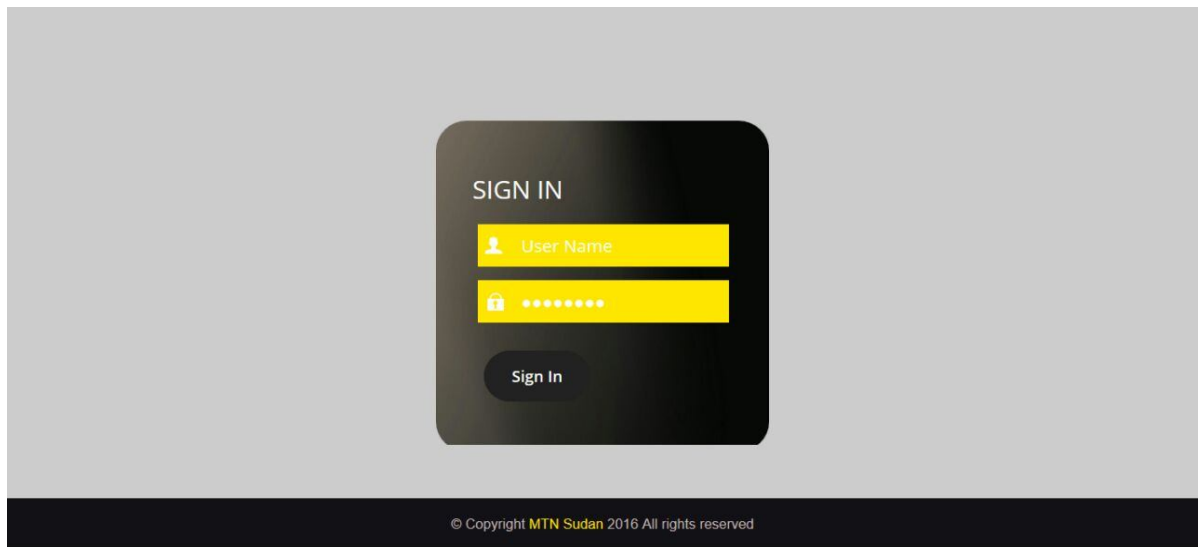 SIGN IN
User Name
••••••••
Sign In
© Copyright MTN Sudan 2016 All rights reserved